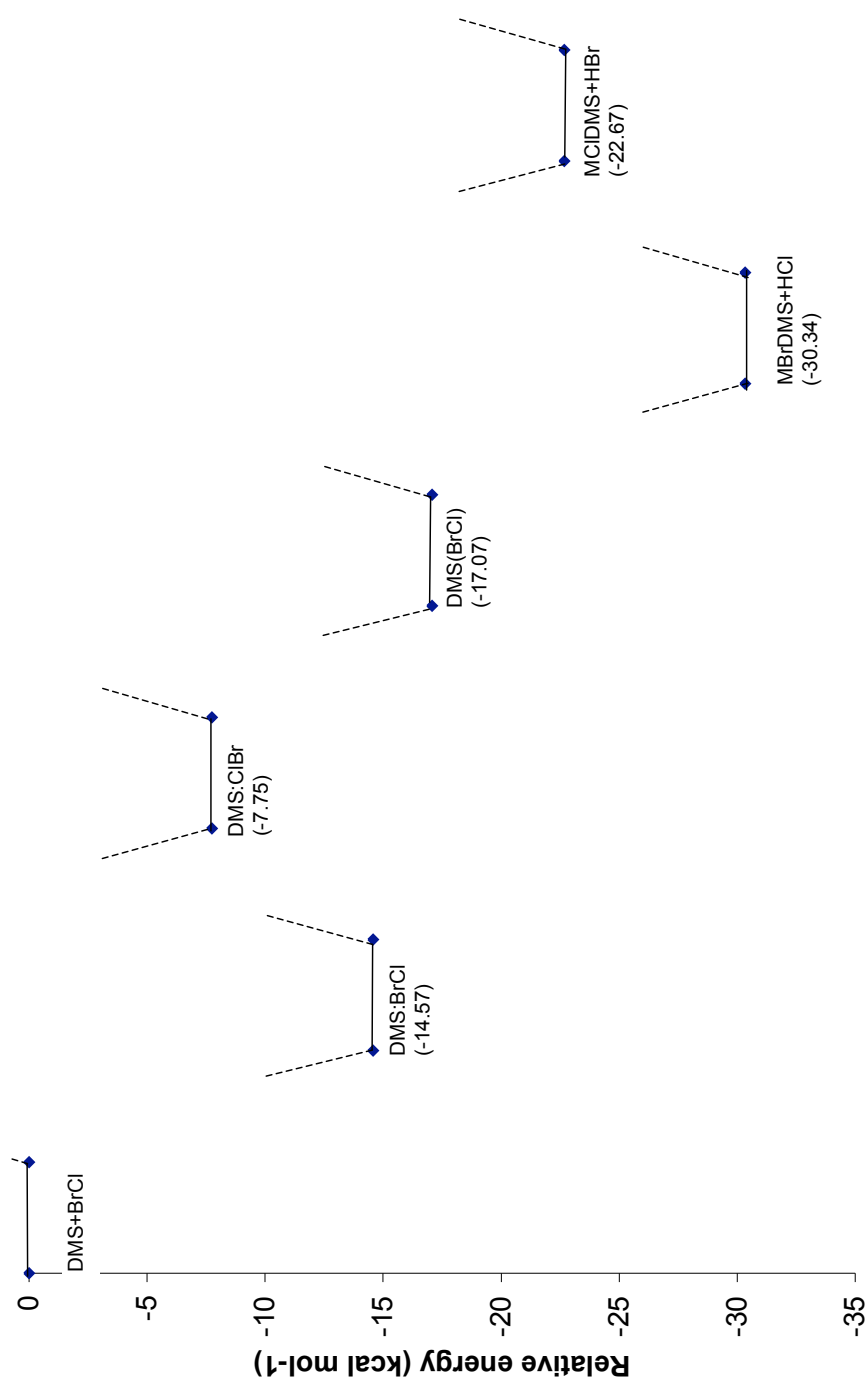 Relative energy (kcal mol-1)
0
-5
-10
-15
-20
-25
-30
-35
DMS+BrCl
DMS:BrCl
(-14.57)
DMS:ClBr
(-7.75)
DMS(BrCl)
(-17.07)
MBrDMS+HCl
(-30.34)
MClDMS+HBr
(-22.67)